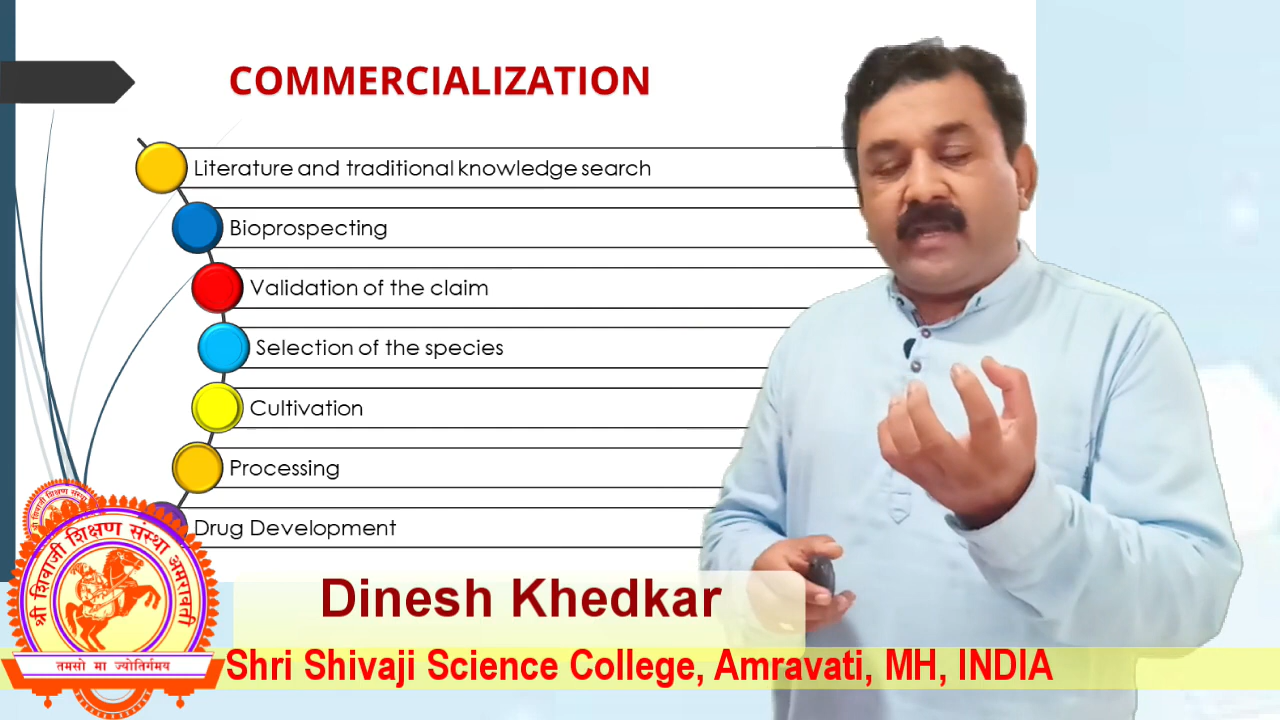 COMMERCIALIZATION
Literature and traditional knowledge search
Bioprospecting
Validation of the claim
Selection of the species
Cultivation
Processing
Drug Development
श्री शिवाजी शिक्षण संस्था अमरावती
तमसो मा ज्योतिर्गमय
Dinesh Khedkar
Shri Shivaji Science College, Amravati, MH, INDIA